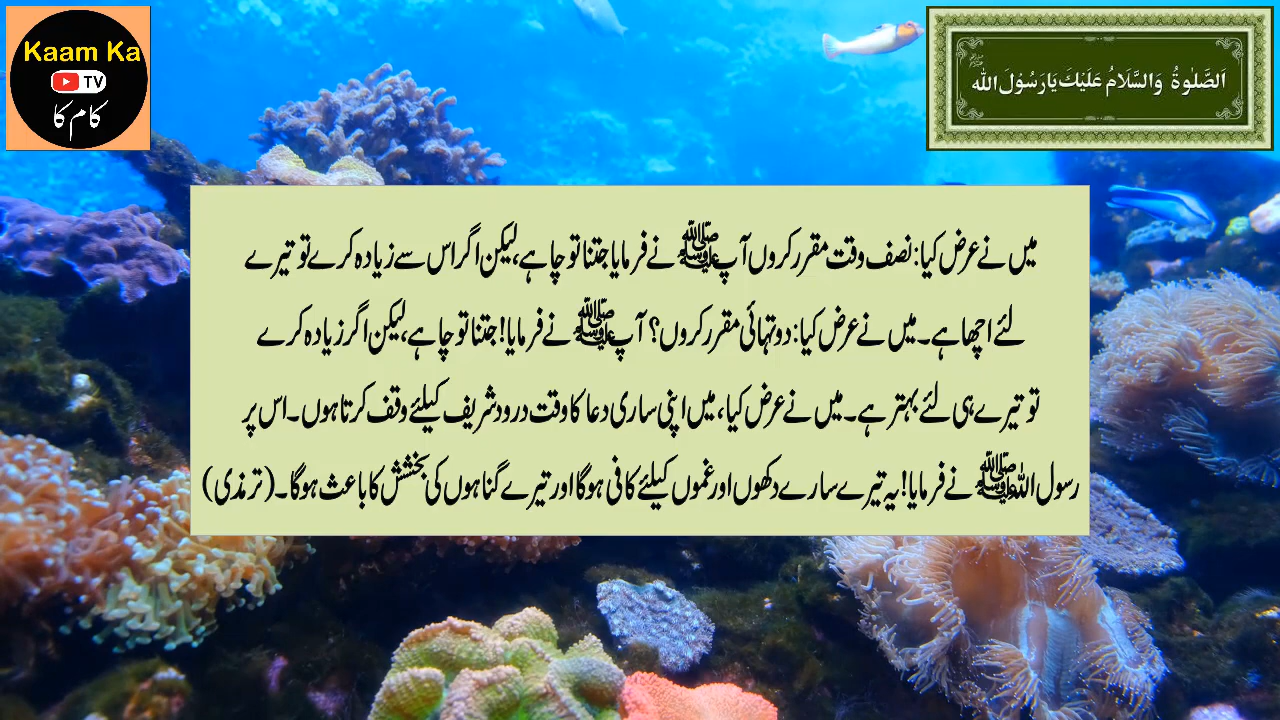 Kaam Ka
TV
کام کا
اَلصَّلٰوةُ وَالسَّلَامُ عَلَیْكَ یَارَسُوْلَ الله
میں نے عرض کیا: نصف وقت مقرر کروں آپ ﷺ نے فرمایا جتنا تو چاہے، لیکن اگر اس سے زیادہ کرے تو تیرے
لئے اچھا ہے۔ میں نے عرض کیا: دو تہائی مقرر کروں؟ آپ ﷺ نے فرمایا! جتنا تو چاہے، لیکن اگر زیادہ کرے
تو تیرے ہی لئے بہتر ہے۔ میں نے عرض کیا، میں اپنی ساری دعا کا وقت درود شریف کیلئے وقف کرتا ہوں۔ اس پر
رسول اللہ ﷺ نے فرمایا! یہ تیرے سارے دکھوں اور غموں کیلئے کافی ہوگا اور تیرے گناہوں کی بخشش کا باعث ہوگا۔ (ترمذی)